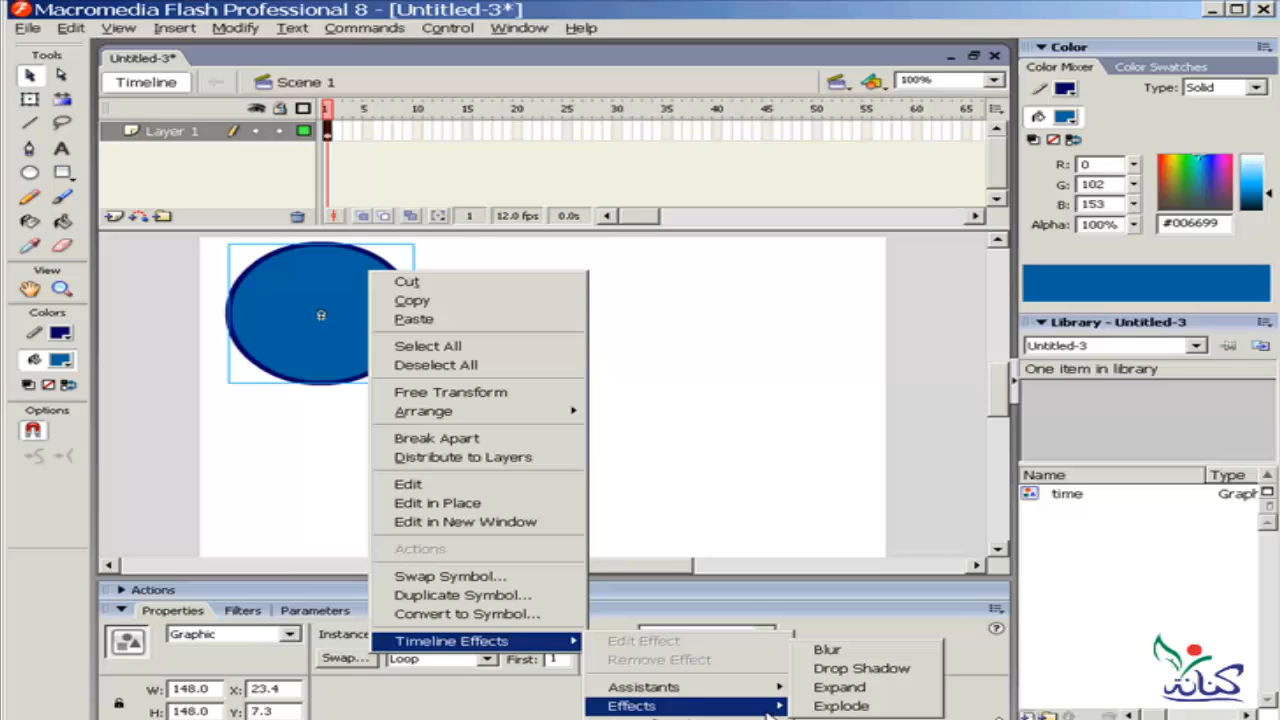 Macromedia Flash Professional 8 - [Untitled-3*]
File Edit View Insert Modify Text Commands Control Window Help
Tools
View
Colors
Options
Untitled-3*
Timeline
Scene 1
100%
1 5 10 15 20 25 30 35 40 45 50 55 60 65
Layer 1
1 12.0 fps 0.0s
Cut
Copy
Paste
Select All
Deselect All
Free Transform
Arrange
Break Apart
Distribute to Layers
Edit
Edit in Place
Edit in New Window
Actions
Swap Symbol...
Duplicate Symbol...
Convert to Symbol...
Timeline Effects
Edit Effect
Remove Effect
Assistants
Effects
Blur
Drop Shadow
Expand
Explode
Actions
Properties Filters Parameters
Graphic
Instance
Swap...
Loop
First: 1
W: 148.0 X: 23.4
H: 148.0 Y: 7.3
Color
Color Mixer Color Swatches
Type: Solid
R: 0
G: 102
B: 153
Alpha: 100%
#006699
Library - Untitled-3
Untitled-3
One item in library
Name Type
time Graph
كنانة